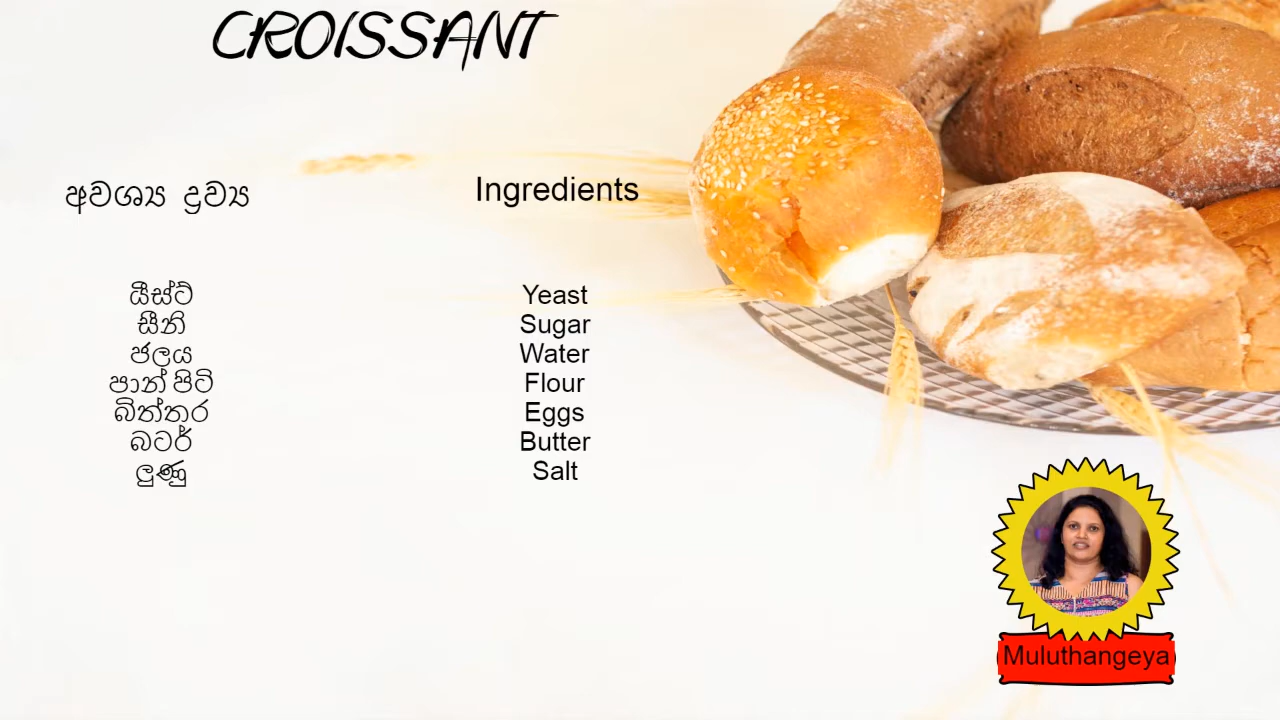 CROISSANT
අවශ්‍ය ද්‍රව්‍ය
Ingredients
යීස්ට්
සීනි
ජලය
පාන් පිටි
බිත්තර
බටර්
ලුණු
Yeast
Sugar
Water
Flour
Eggs
Butter
Salt
Muluthangeya